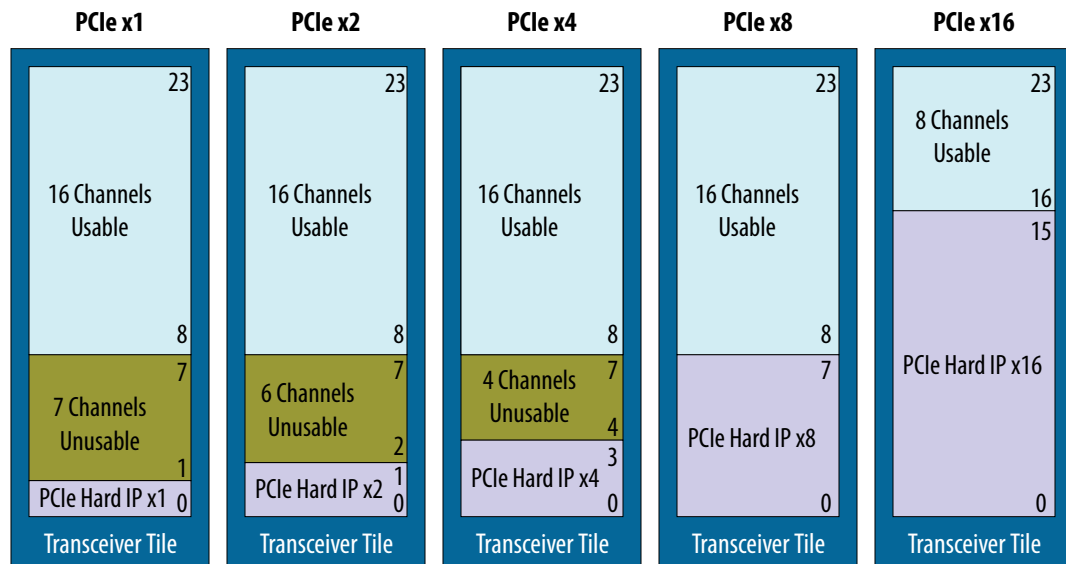 PCIe x1
23
16 Channels
Usable
8
7
7 Channels
Unusable
1
PCIe Hard IP x1
0
Transceiver Tile
PCIe x2
23
16 Channels
Usable
8
7
6 Channels
Unusable
2
1
PCIe Hard IP x2
0
Transceiver Tile
PCIe x4
23
16 Channels
Usable
8
7
4 Channels
Unusable
4
3
PCIe Hard IP x4
0
Transceiver Tile
PCIe x8
23
16 Channels
Usable
8
7
PCIe Hard IP x8
0
Transceiver Tile
PCIe x16
23
8 Channels
Usable
16
15
PCIe Hard IP x16
0
Transceiver Tile